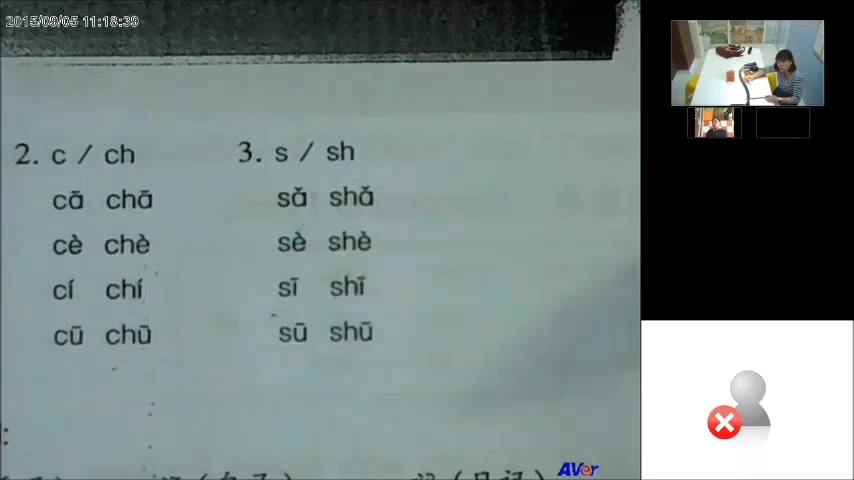 2015/09/05 11:18:39
2. c / ch
cā chā
cè chè
cí chí
cū chū
3. s / sh
sǎ shǎ
sè shè
sī shī
sū shū
:
AVer